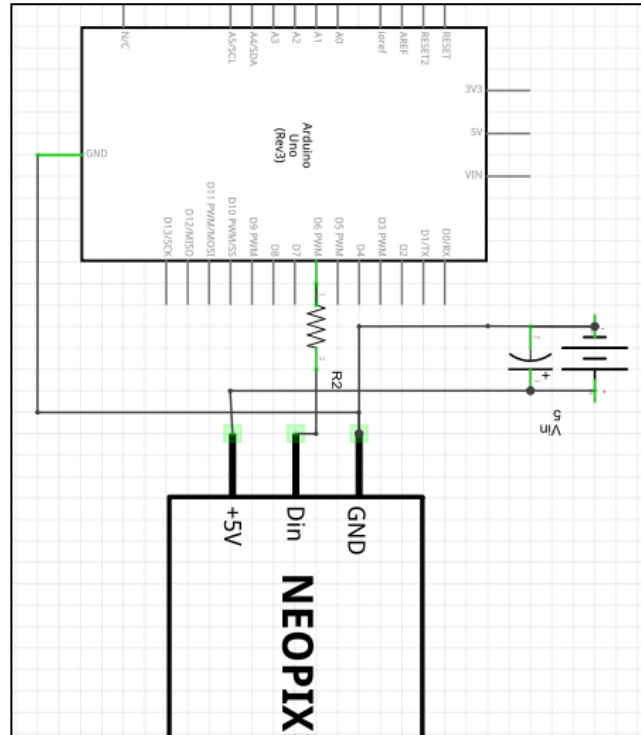 N/C
A5/SCL
A4/SDA
A3
A2
A1
A0
ioref
AREF
RESET2
RESET
3V3
5V
VIN
Arduino
Uno
(Rev3)
GND
D13/SCK
D12/MISO
D11 PWM/MOSI
D10 PWM/SS
D9 PWM
D8
D7
D6 PWM
D5 PWM
D4
D3 PWM
D2
D1/TX
D0/RX
1
2
R2
+
Vin
5
+5V
Din
GND
NEOPIX